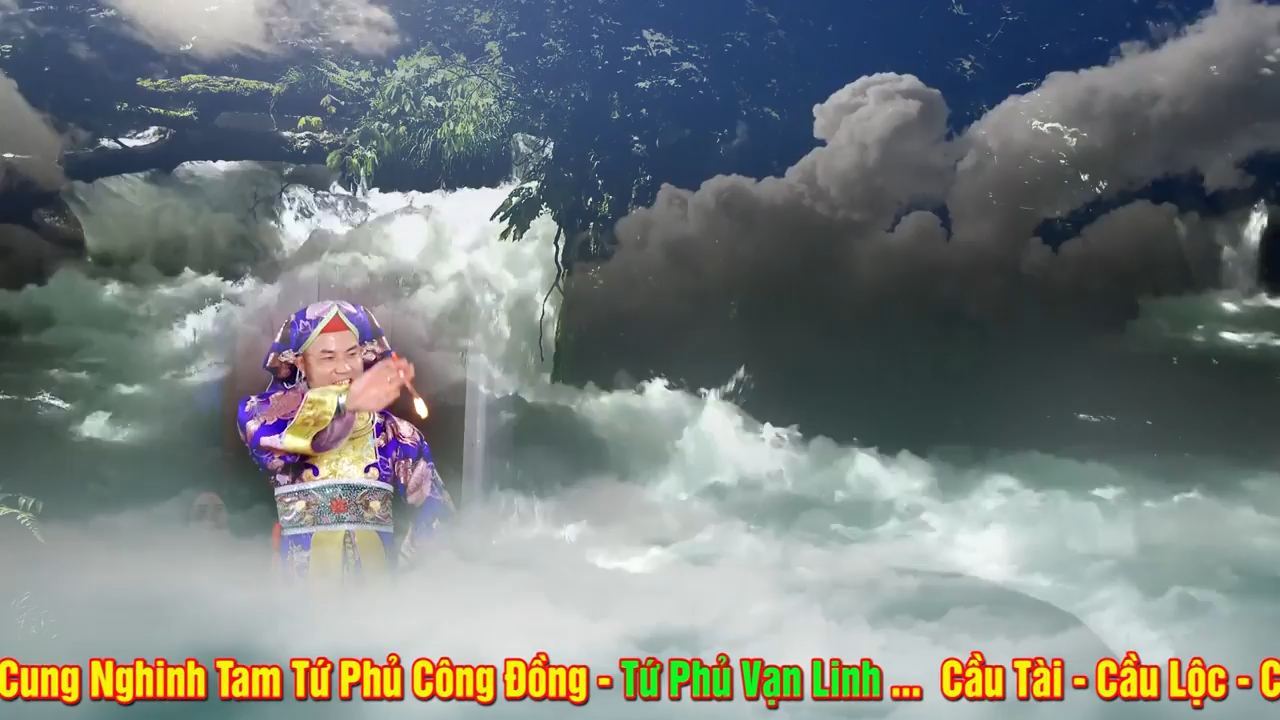 Cung Nghinh Tam Tứ Phủ Công Đồng - Tứ Phủ Vạn Linh ... Cầu Tài - Cầu Lộc - C